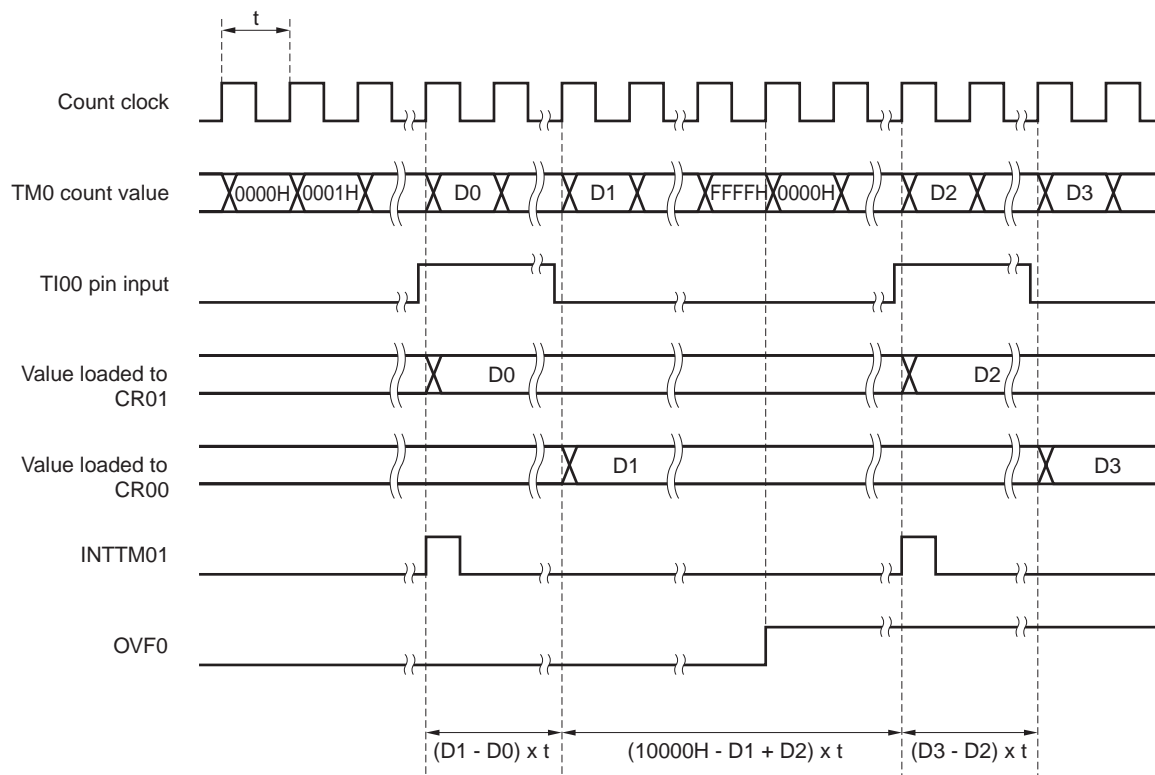 t
Count clock
TM0 count value
0000H 0001H D0 D1 FFFFH 0000H D2 D3
TI00 pin input
Value loaded to
CR01
D0 D2
Value loaded to
CR00
D1 D3
INTTM01
OVF0
(D1 - D0) x t (10000H - D1 + D2) x t (D3 - D2) x t